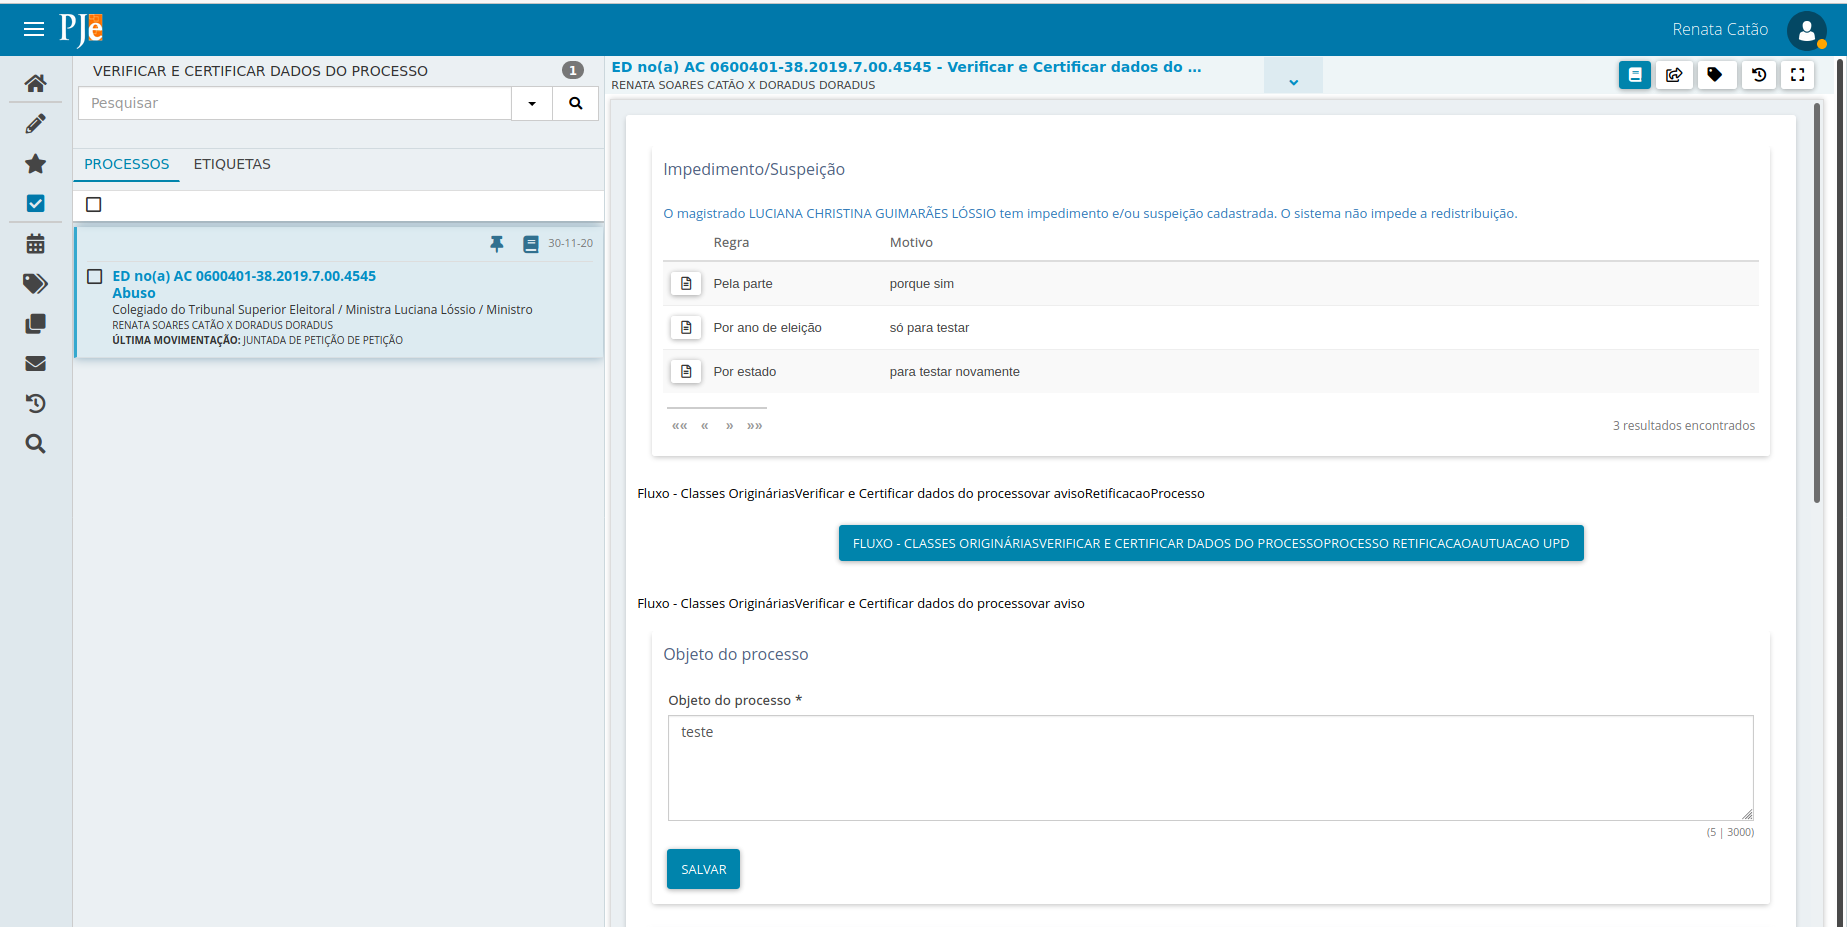 PJe
Renata Catão
VERIFICAR E CERTIFICAR DADOS DO PROCESSO
1
Pesquisar
PROCESSOS
ETIQUETAS
30-11-20
ED no(a) AC 0600401-38.2019.7.00.4545
Abuso
Colegiado do Tribunal Superior Eleitoral / Ministra Luciana Lóssio / Ministro
RENATA SOARES CATÃO X DORADUS DORADUS
ÚLTIMA MOVIMENTAÇÃO: JUNTADA DE PETIÇÃO DE PETIÇÃO
ED no(a) AC 0600401-38.2019.7.00.4545 - Verificar e Certificar dados do ...
RENATA SOARES CATÃO X DORADUS DORADUS
Impedimento/Suspeição
O magistrado LUCIANA CHRISTINA GUIMARÃES LÓSSIO tem impedimento e/ou suspeição cadastrada. O sistema não impede a redistribuição.
Regra Motivo
Pela parte porque sim
Por ano de eleição só para testar
Por estado para testar novamente
«« « » »»
3 resultados encontrados
Fluxo - Classes OrigináriasVerificar e Certificar dados do processovar avisoRetificacaoProcesso
FLUXO - CLASSES ORIGINÁRIASVERIFICAR E CERTIFICAR DADOS DO PROCESSOPROCESSO RETIFICACAOAUTUACAO UPD
Fluxo - Classes OrigináriasVerificar e Certificar dados do processovar aviso
Objeto do processo
Objeto do processo *
teste
(5 | 3000)
SALVAR